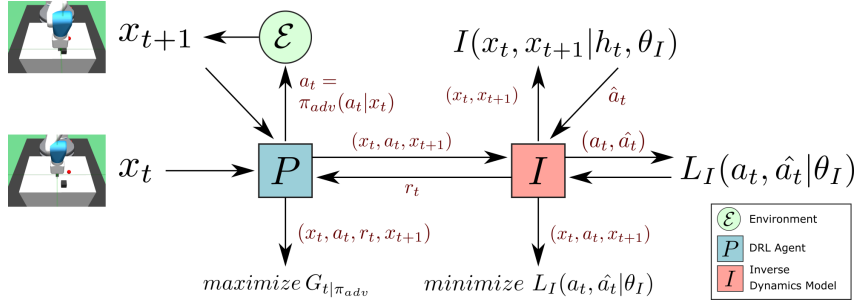 x_{t+1}
\mathcal{E}
I(x_t, x_{t+1}|h_t, θ_I)
a_t =
π_{adv}(a_t|x_t)
(x_t, x_{t+1})
â_t
(x_t, a_t, x_{t+1})
(a_t, â_t)
x_t
P
I
L_I(a_t, â_t|θ_I)
r_t
(x_t, a_t, r_t, x_{t+1})
(x_t, a_t, x_{t+1})
maximize G_{t|π_{adv}}
minimize L_I(a_t, â_t|θ_I)
\mathcal{E} Environment
P DRL Agent
I Inverse
Dynamics Model